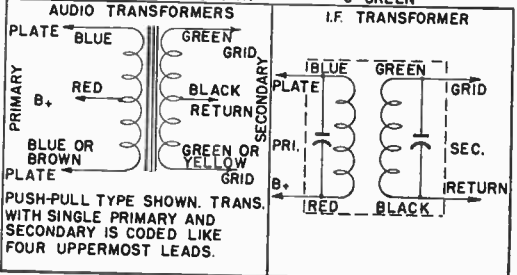 AUDIO TRANSFORMERS
PLATE
BLUE
GREEN
GRID
PRIMARY
RED
B+
BLACK
RETURN
SECONDARY
BLUE OR
BROWN
PLATE
GREEN OR
YELLOW
GRID
PUSH-PULL TYPE SHOWN. TRANS.
WITH SINGLE PRIMARY AND
SECONDARY IS CODED LIKE
FOUR UPPERMOST LEADS.
I.F. TRANSFORMER
BLUE
GREEN
PLATE
GRID
PRI.
SEC.
B+
RED
BLACK
RETURN